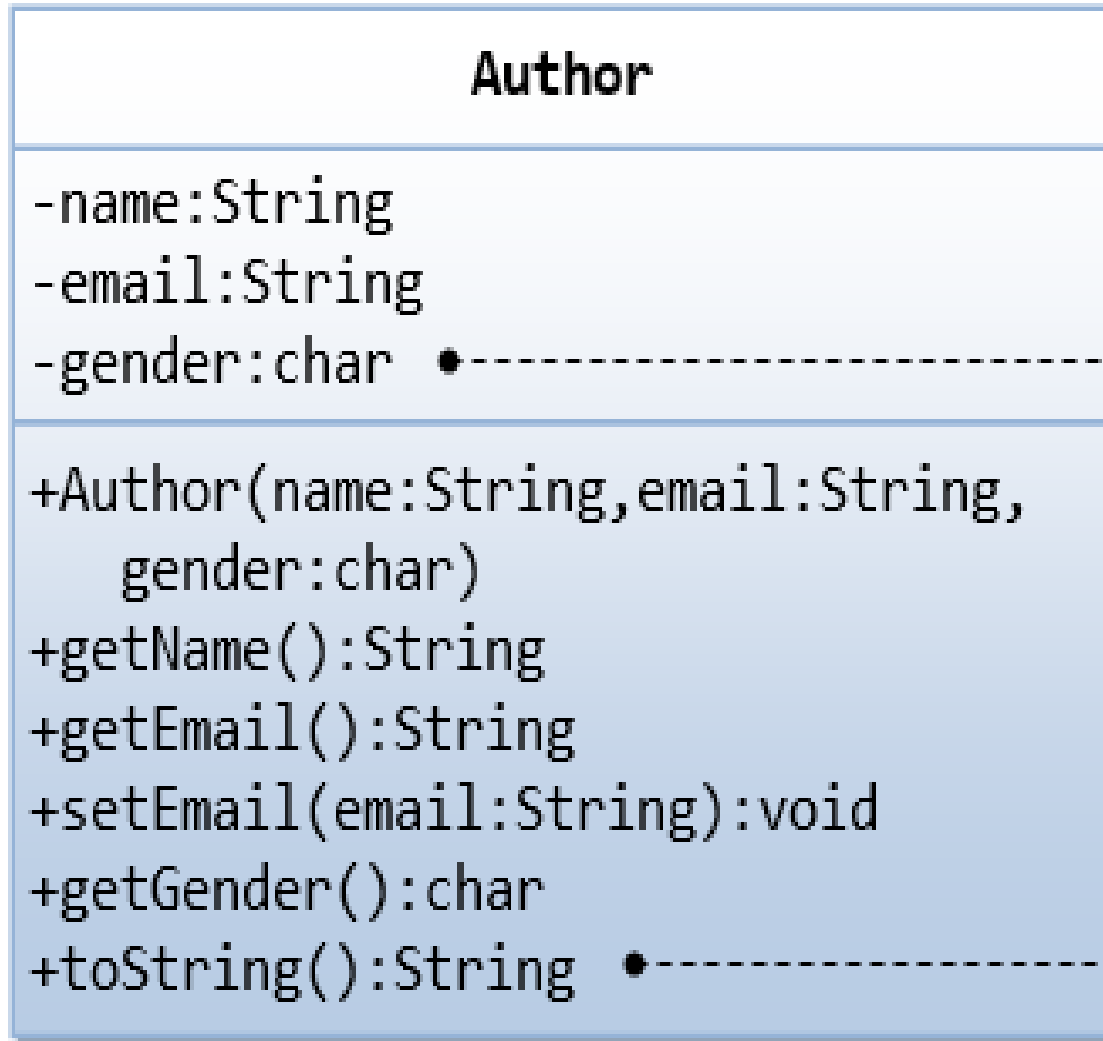 Author
-name:String
-email:String
-gender:char
+Author(name:String,email:String,
gender:char)
+getName():String
+getEmail():String
+setEmail(email:String):void
+getGender():char
+toString():String